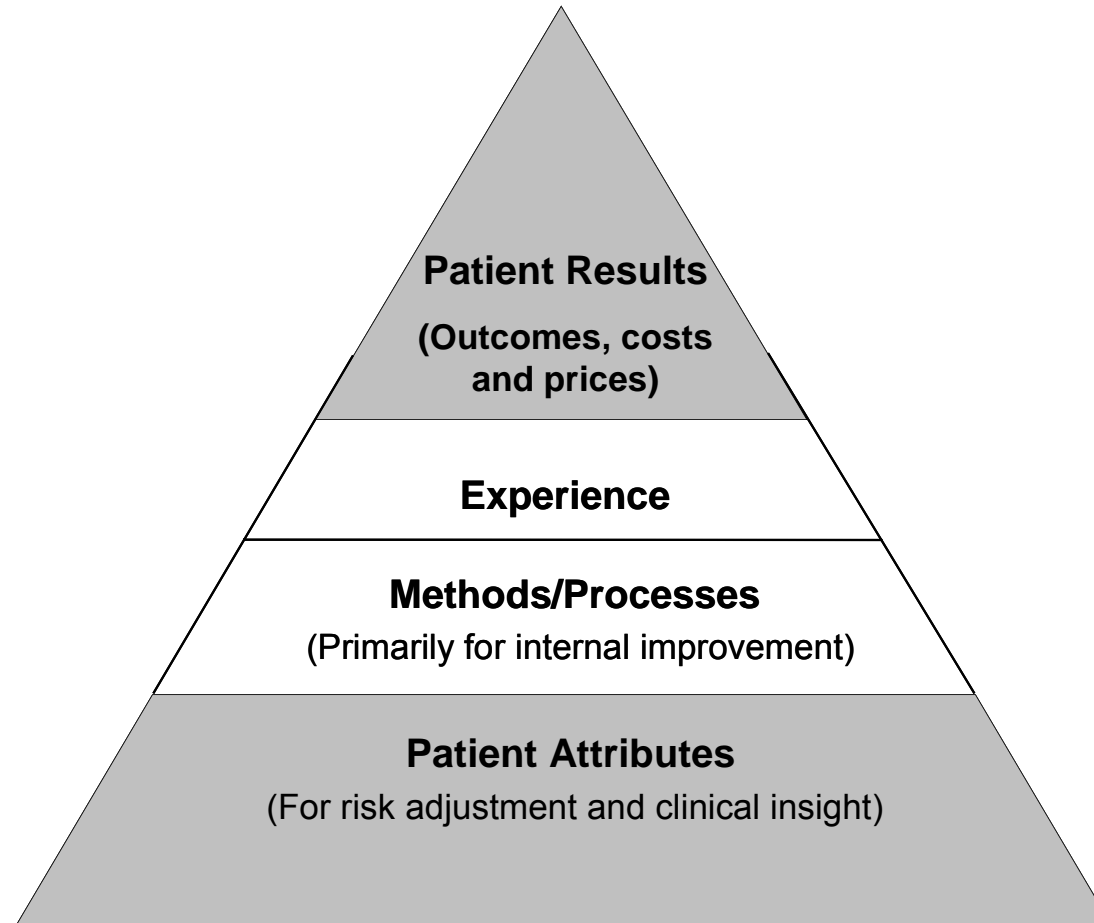 Patient Results
(Outcomes, costs
and prices)
Experience
Methods/Processes
(Primarily for internal improvement)
Patient Attributes
(For risk adjustment and clinical insight)